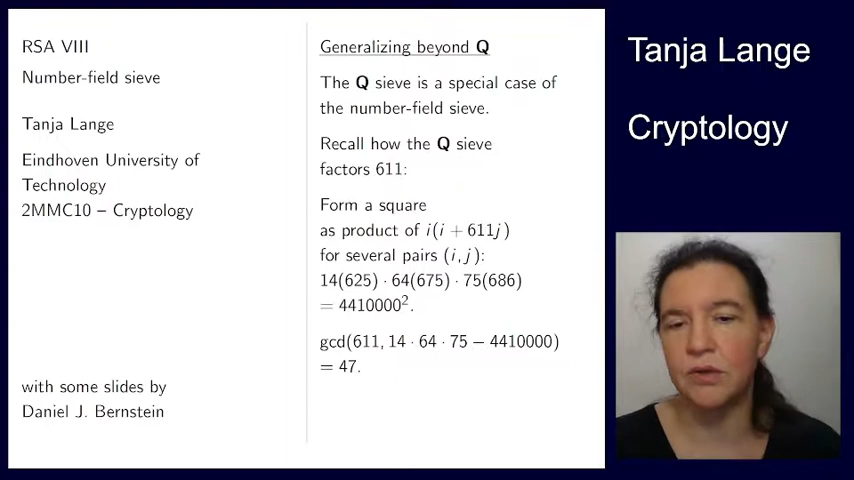 RSA VIII
Number-field sieve
Tanja Lange
Eindhoven University of
Technology
2MMC10 – Cryptology
with some slides by
Daniel J. Bernstein
Generalizing beyond Q
The Q sieve is a special case of
the number-field sieve.
Recall how the Q sieve
factors 611:
Form a square
as product of i(i + 611j)
for several pairs (i, j):
14(625) · 64(675) · 75(686)
= 4410000².
gcd(611, 14 · 64 · 75 − 4410000)
= 47.
Tanja Lange
Cryptology